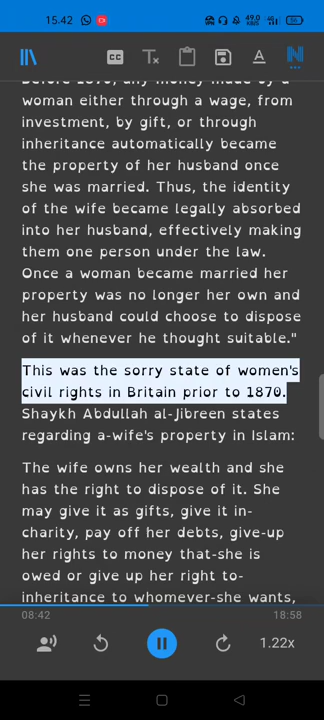 15.42
49.0
KB/s
4G
CC
Before 1870, any money made by a
woman either through a wage, from
investment, by gift, or through
inheritance automatically became
the property of her husband once
she was married. Thus, the identity
of the wife became legally absorbed
into her husband, effectively making
them one person under the law.
Once a woman became married her
property was no longer her own and
her husband could choose to dispose
of it whenever he thought suitable."
This was the sorry state of women's
civil rights in Britain prior to 1870.
Shaykh Abdullah al-Jibreen states
regarding a-wife's property in Islam:
The wife owns her wealth and she
has the right to dispose of it. She
may give it as gifts, give it in-
charity, pay off her debts, give-up
her rights to money that-she is
owed or give up her right to-
inheritance to whomever-she wants,
08:42
18:58
1.22x